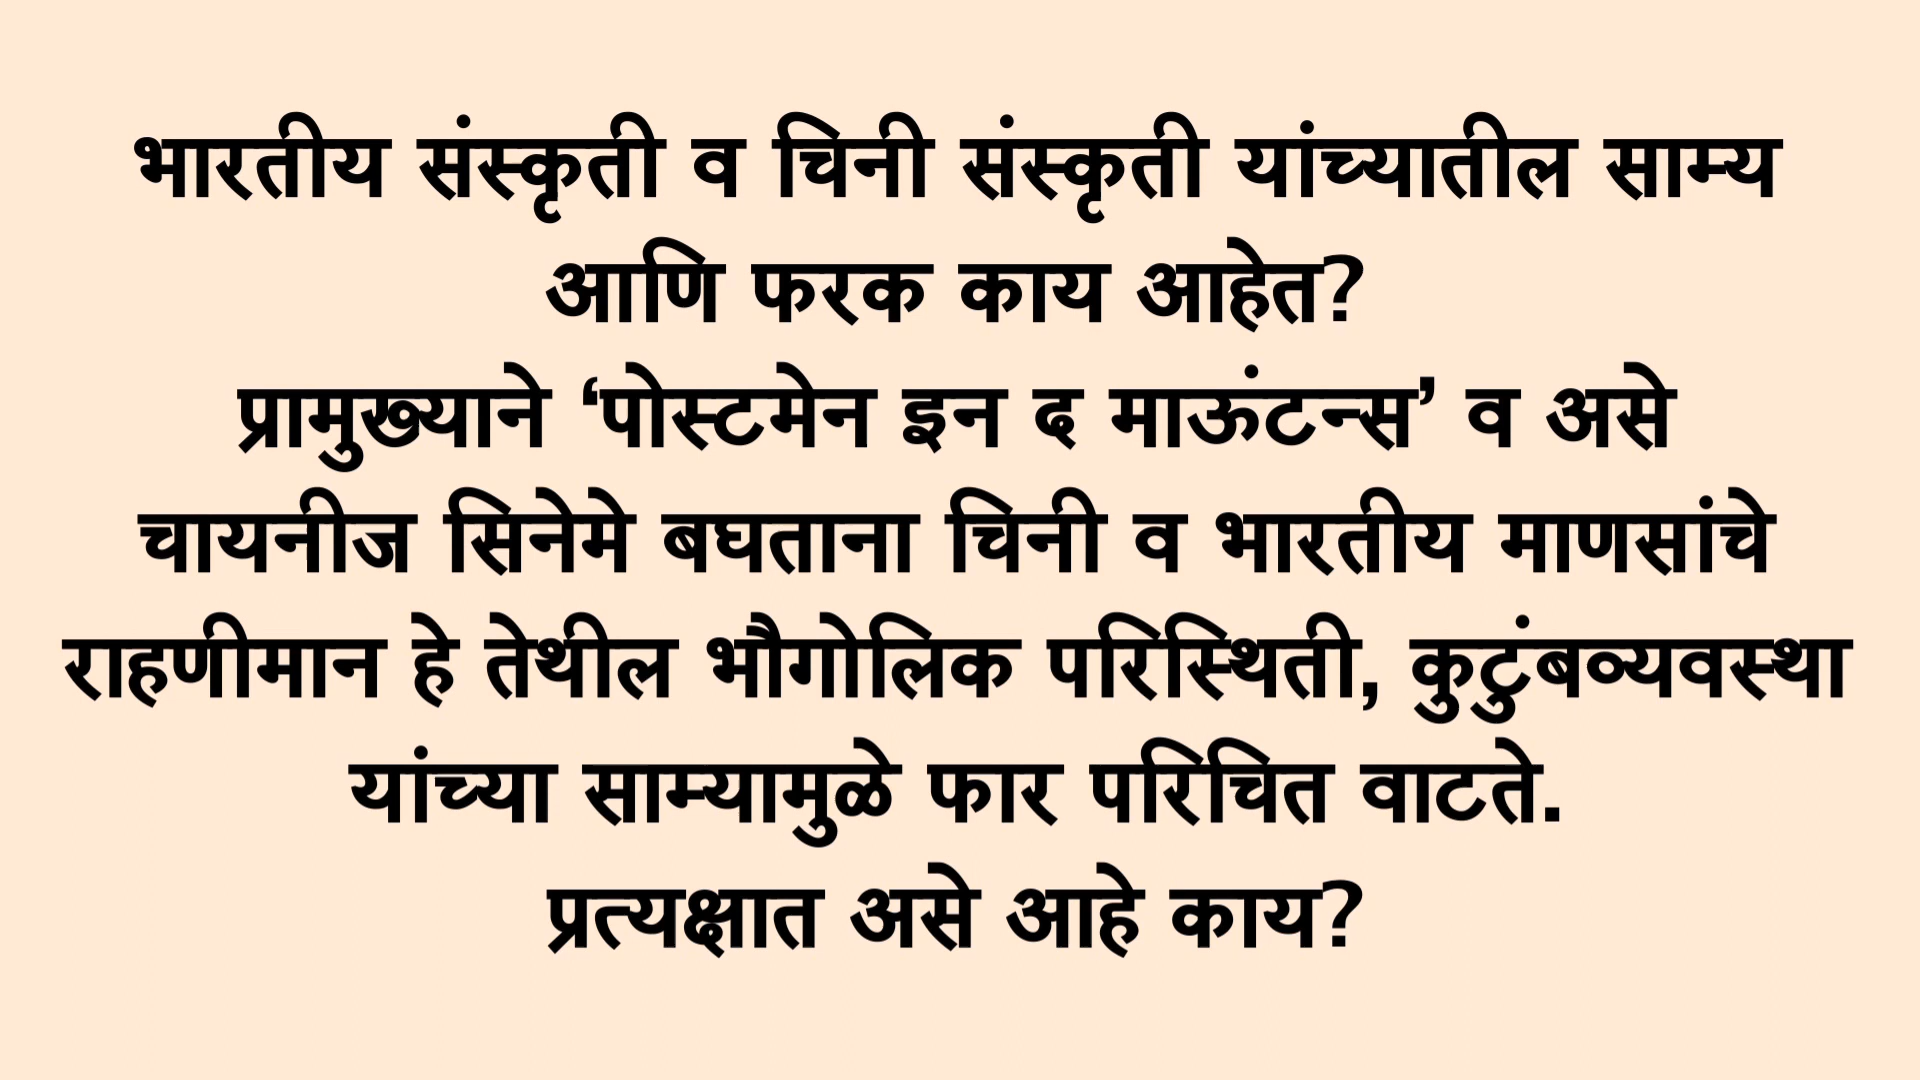 भारतीय संस्कृती व चिनी संस्कृती यांच्यातील साम्य
आणि फरक काय आहेत?
प्रामुख्याने ‘पोस्टमेन इन द माऊंटन्स’ व असे
चायनीज सिनेमे बघताना चिनी व भारतीय माणसांचे
राहणीमान हे तेथील भौगोलिक परिस्थिती, कुटुंबव्यवस्था
यांच्या साम्यामुळे फार परिचित वाटते.
प्रत्यक्षात असे आहे काय?